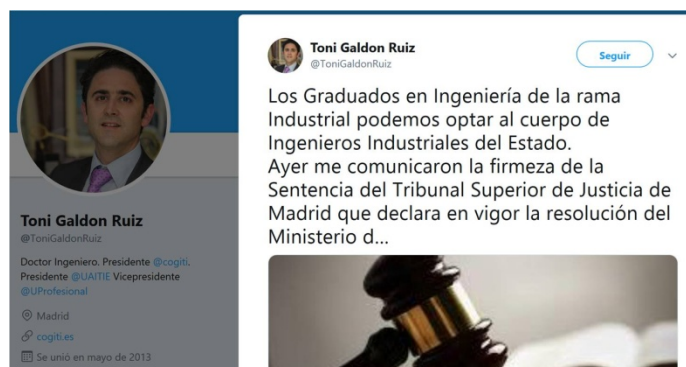 Toni Galdon Ruiz
@ToniGaldonRuiz
Doctor Ingeniero. Presidente @cogiti.
Presidente @UAITIE Vicepresidente
@UProfesional
Madrid
cogiti.es
Se unió en mayo de 2013
Toni Galdon Ruiz
@ToniGaldonRuiz
Seguir
Los Graduados en Ingeniería de la rama
Industrial podemos optar al cuerpo de
Ingenieros Industriales del Estado.
Ayer me comunicaron la firmeza de la
Sentencia del Tribunal Superior de Justicia de
Madrid que declara en vigor la resolución del
Ministerio d...